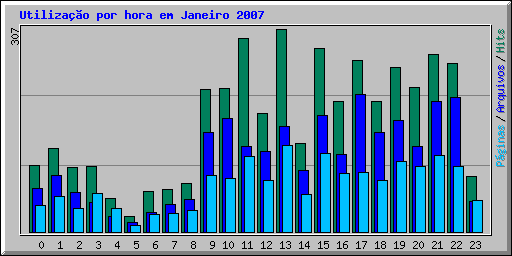 Utilização por hora em Janeiro 2007
307
Páginas / Arquivos / Hits
0 1 2 3 4 5 6 7 8 9 10 11 12 13 14 15 16 17 18 19 20 21 22 23